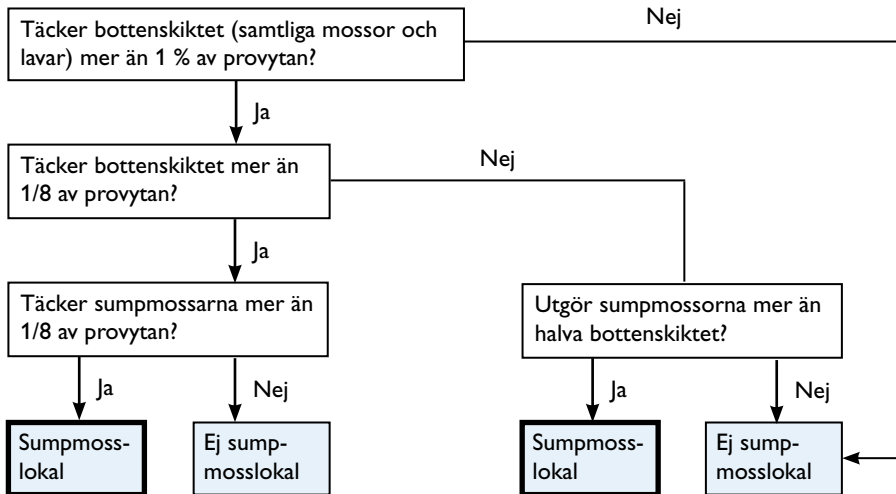 Täcker bottenskiktet (samtliga mossor och
lavar) mer än 1 % av provytan?
Nej
Ja
Täcker bottenskiktet mer än
1/8 av provytan?
Nej
Ja
Täcker sumpmossarna mer än
1/8 av provytan?
Utgör sumpmossorna mer än
halva bottenskiktet?
Ja
Nej
Ja
Nej
Sumpmoss-
lokal
Ej sump-
mosslokal
Sumpmoss-
lokal
Ej sump-
mosslokal